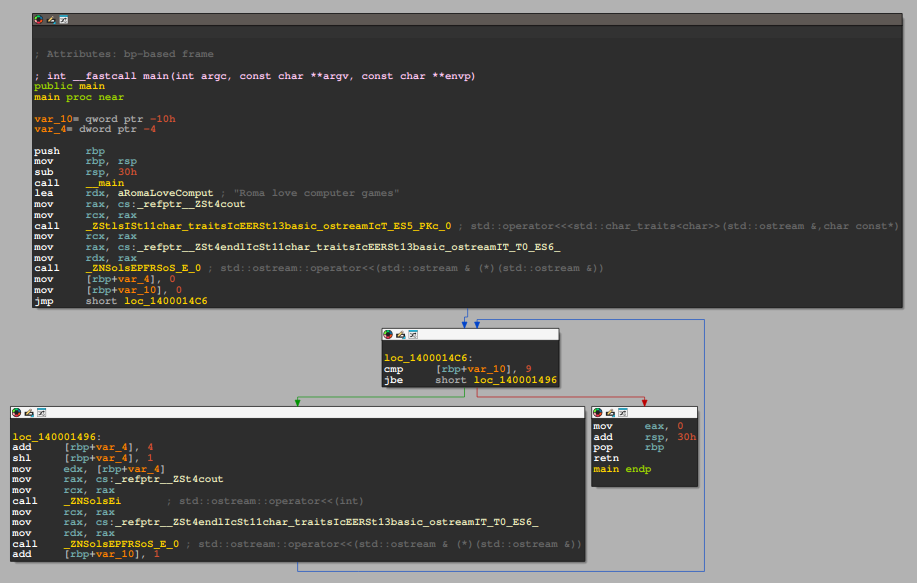 ; Attributes: bp-based frame
; int __fastcall main(int argc, const char **argv, const char **envp)
public main
main proc near
var_10= qword ptr -10h
var_4= dword ptr -4
push rbp
mov rbp, rsp
sub rsp, 30h
call __main
lea rdx, aRomaLoveComput ; "Roma love computer games"
mov rax, cs:_refptr__ZSt4cout
mov rcx, rax
call _ZStlsISt11char_traitsIcEERSt13basic_ostreamIcT_ES5_PKc_0 ; std::operator<<<std::char_traits<char>>(std::ostream &,char const*)
mov rcx, rax
mov rax, cs:_refptr__ZSt4endlIcSt11char_traitsIcEERSt13basic_ostreamIT_T0_ES6_
mov rdx, rax
call _ZNSolsEPFRSoS_E_0 ; std::ostream::operator<<(std::ostream & (*)(std::ostream &))
mov [rbp+var_4], 0
mov [rbp+var_10], 0
jmp short loc_1400014C6
loc_1400014C6:
cmp [rbp+var_10], 9
jbe short loc_140001496
loc_140001496:
add [rbp+var_4], 4
shl [rbp+var_4], 1
mov edx, [rbp+var_4]
mov rax, cs:_refptr__ZSt4cout
mov rcx, rax
call _ZNSolsEi ; std::ostream::operator<<(int)
mov rcx, rax
mov rax, cs:_refptr__ZSt4endlIcSt11char_traitsIcEERSt13basic_ostreamIT_T0_ES6_
mov rdx, rax
call _ZNSolsEPFRSoS_E_0 ; std::ostream::operator<<(std::ostream & (*)(std::ostream &))
add [rbp+var_10], 1
mov eax, 0
add rsp, 30h
pop rbp
retn
main endp